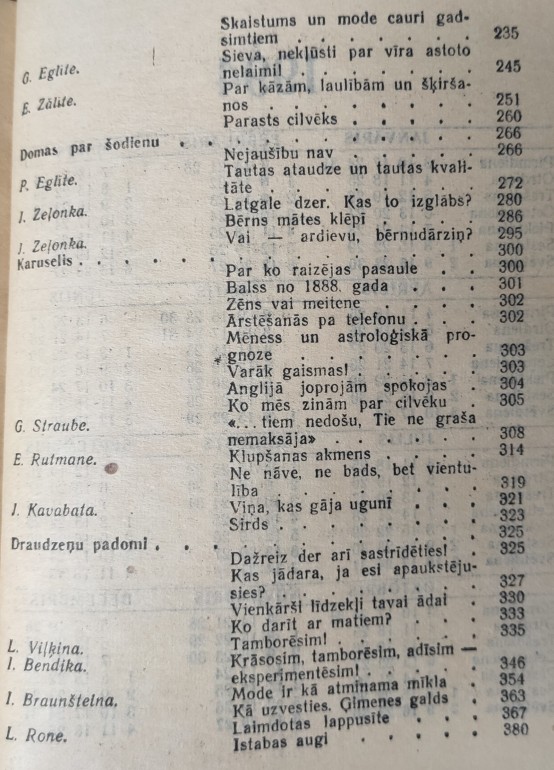 Skaistums un mode cauri gad-
simtiem . . . . . . . 235
Sieva, nekļūsti par vīra astoto
G. Eglīte. nelaimi! . . . . . . . 245
Par kāzām, laulībām un šķirša-
E. Zālīte. nos . . . . . . . 251
Parasts cilvēks . . . . . 260
Domas par šodienu . . . . . . . 266
Nejaušību nav . . . . . 266
P. Eglīte. Tautas ataudze un tautas kvali-
tāte . . . . . . . 272
I. Zeļonka. Latgale dzer. Kas to izglābs? 280
Bērns mātes klēpī . . . . 286
I. Zeļonka. Vai — ardievu, bērnudārziņ? 295
Karuselis . . . . . . . . . 300
Par ko raizējas pasaule . . 300
Balss no 1888. gada . . . 301
Zēns vai meitene . . . . 302
Ārstēšanās pa telefonu . . . 302
Mēness un astroloģiskā pro-
gnoze . . . . . . 303
Varāk gaismas! . . . . . 303
Anglijā joprojām spokojas . 304
Ko mēs zinām par cilvēku . 305
G. Straube. «...tiem nedošu, Tie ne graša
nemaksāja» . . . . . 308
E. Rutmane. Klupšanas akmens . . . . 314
Ne nāve, ne bads, bet vientu-
lība . . . . . . . 319
I. Kavabata. Viņa, kas gāja ugunī . . . 321
Sirds . . . . . . . 323
Draudzeņu padomi . . . . . . . 325
Dažreiz der arī sastrīdēties! . 325
Kas jādara, ja esi apaukstēju-
sies? . . . . . . . 327
Vienkārši līdzekļi tavai ādai . 330
Ko darīt ar matiem? . . . 333
Tamborēsim! . . . . . 335
L. Viļķina. Krāsosim, tamborēsim, adīsim —
I. Bendika. eksperimentēsim! . . . . 346
Mode ir kā atmināma mīkla . 354
I. Braunšteina. Kā uzvesties. Ģimenes galds . 363
Laimdotas lappusīte . . . 367
L. Rone. Istabas augi . . . . . 380